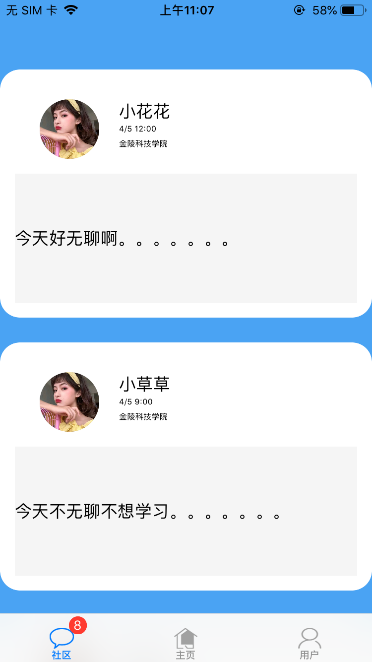 无 SIM 卡 上午11:07 58%
小花花
4/5 12:00
金陵科技学院
今天好无聊啊。。。。。。。
小草草
4/5 9:00
金陵科技学院
今天不无聊不想学习。。。。。。。
8
社区 主页 用户